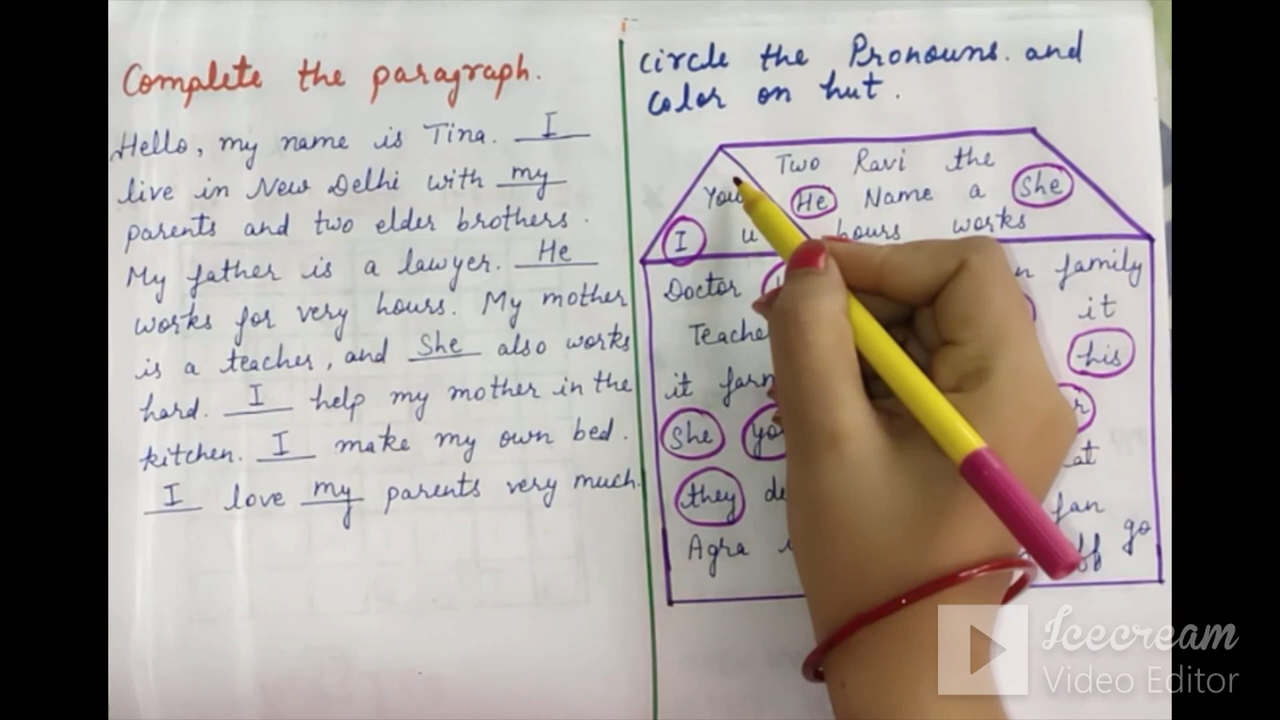 Complete the paragraph.
Hello, my name is Tina. I
live in New Delhi with my
parents and two elder brothers.
My father is a lawyer. He
works for very hours. My mother
is a teacher, and She also works
hard. I help my mother in the
kitchen. I make my own bed.
I love my parents very much.
circle the Pronouns. and
Color on hut.
Two Ravi the
You He Name a She
I hours works
Doctor family
it
his
it
She
they fan
Agra go
Icecream
Video Editor